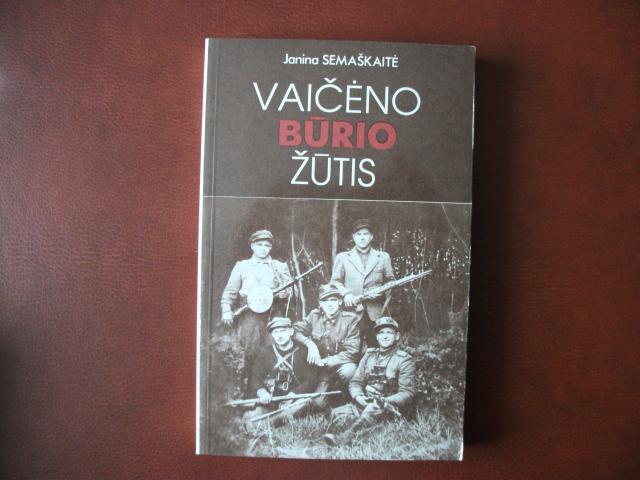 Janina SEMAŠKAITĖ
VAIČĖNO
BŪRIO
ŽŪTIS